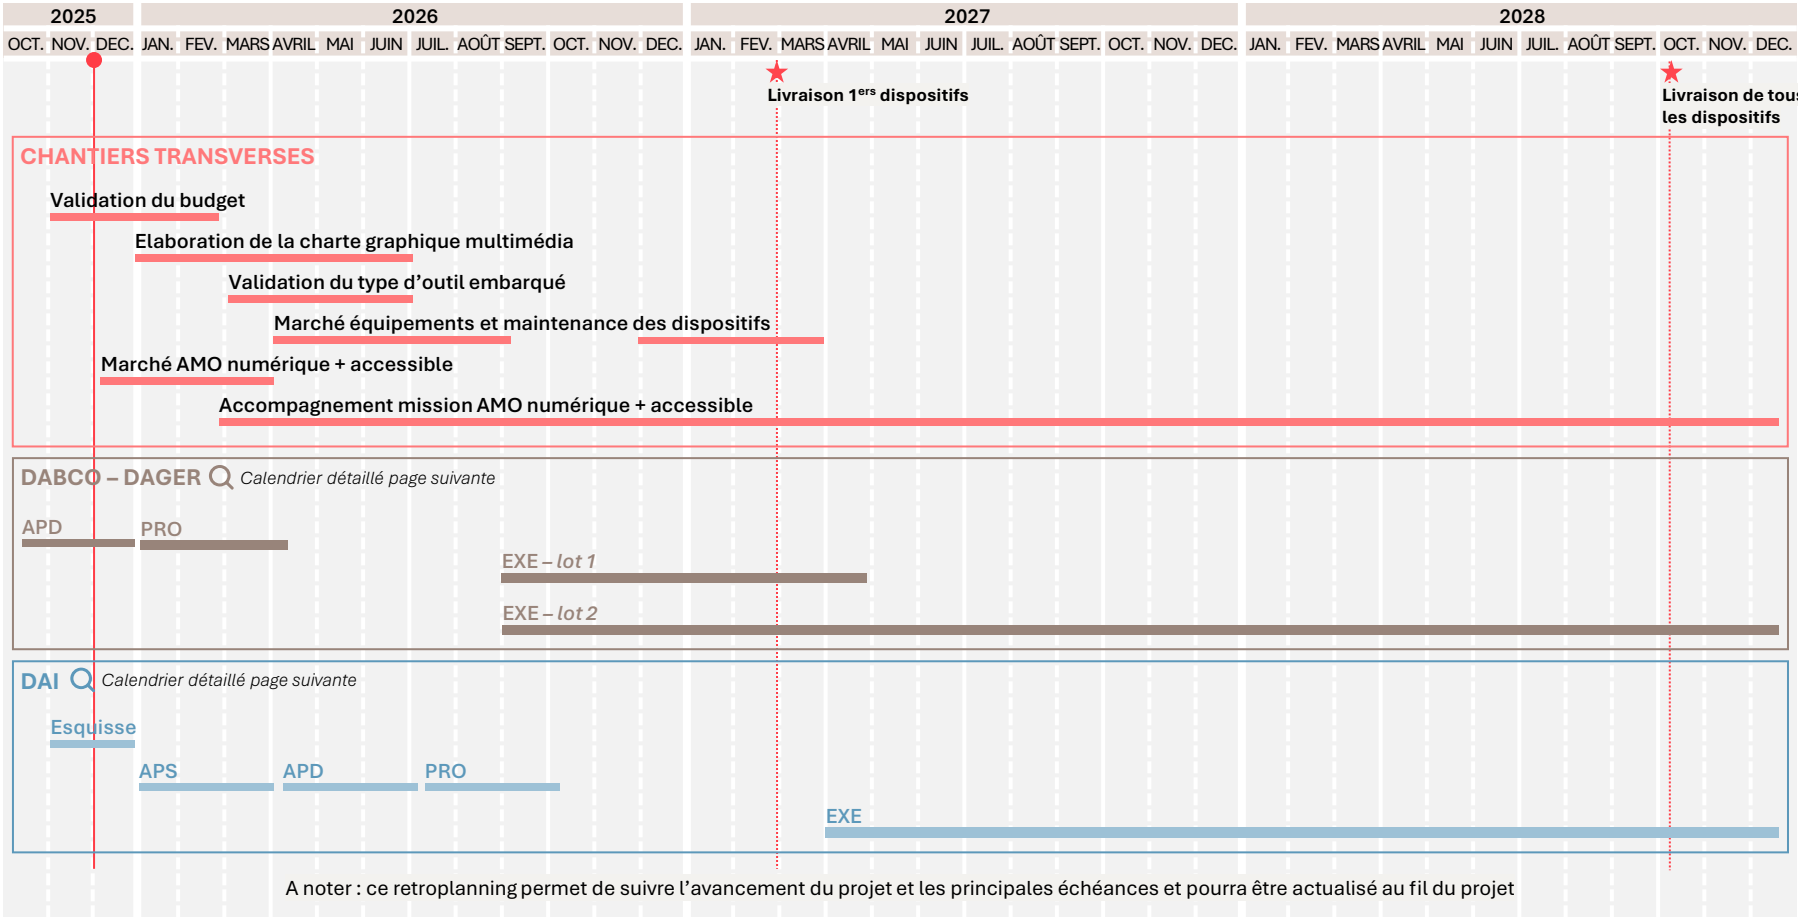 2025 2026 2027 2028
OCT. NOV. DEC. JAN. FEV. MARS AVRIL MAI JUIN JUIL. AOÛT SEPT. OCT. NOV. DEC. JAN. FEV. MARS AVRIL MAI JUIN JUIL. AOÛT SEPT. OCT. NOV. DEC. JAN. FEV. MARS AVRIL MAI JUIN JUIL. AOÛT SEPT. OCT. NOV. DEC.
Livraison 1ers dispositifs
Livraison de tous
les dispositifs
CHANTIERS TRANSVERSES
Validation du budget
Elaboration de la charte graphique multimédia
Validation du type d’outil embarqué
Marché équipements et maintenance des dispositifs
Marché AMO numérique + accessible
Accompagnement mission AMO numérique + accessible
DABCO – DAGER Calendrier détaillé page suivante
APD PRO
EXE – lot 1
EXE – lot 2
DAI Calendrier détaillé page suivante
Esquisse
APS APD PRO
EXE
A noter : ce retroplanning permet de suivre l’avancement du projet et les principales échéances et pourra être actualisé au fil du projet